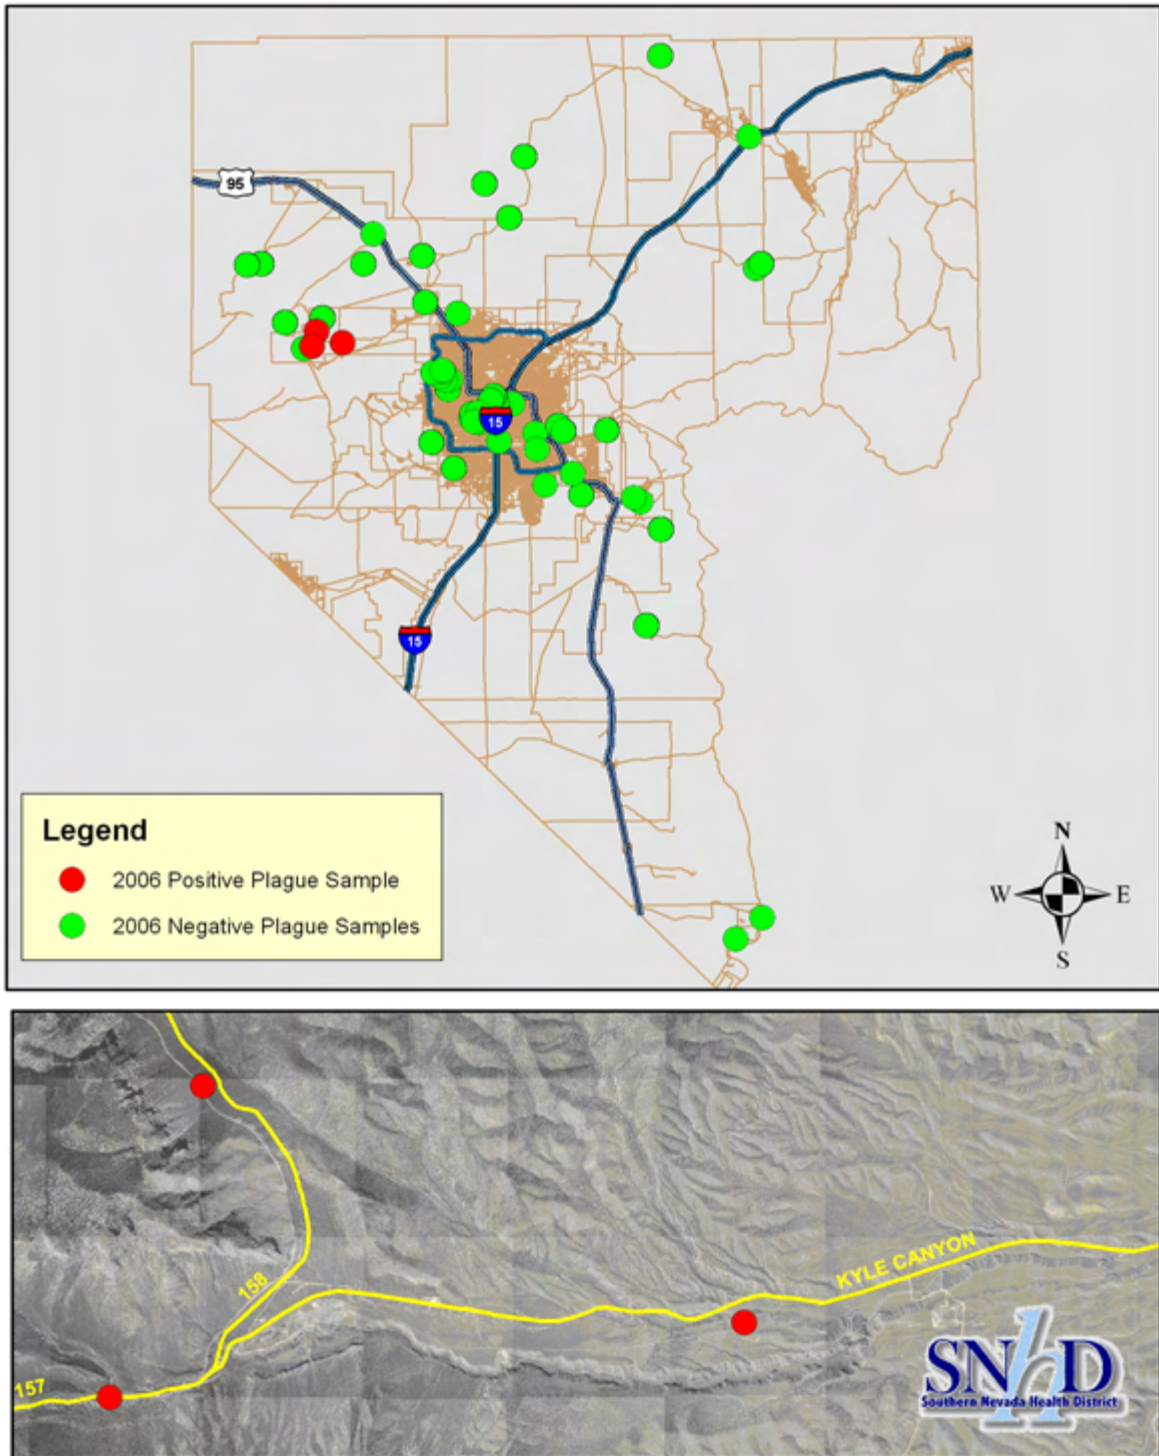 95
15
15
Legend
2006 Positive Plague Sample
2006 Negative Plague Samples
N
W E
S
158
KYLE CANYON
157
SNhD
Southern Nevada Health District